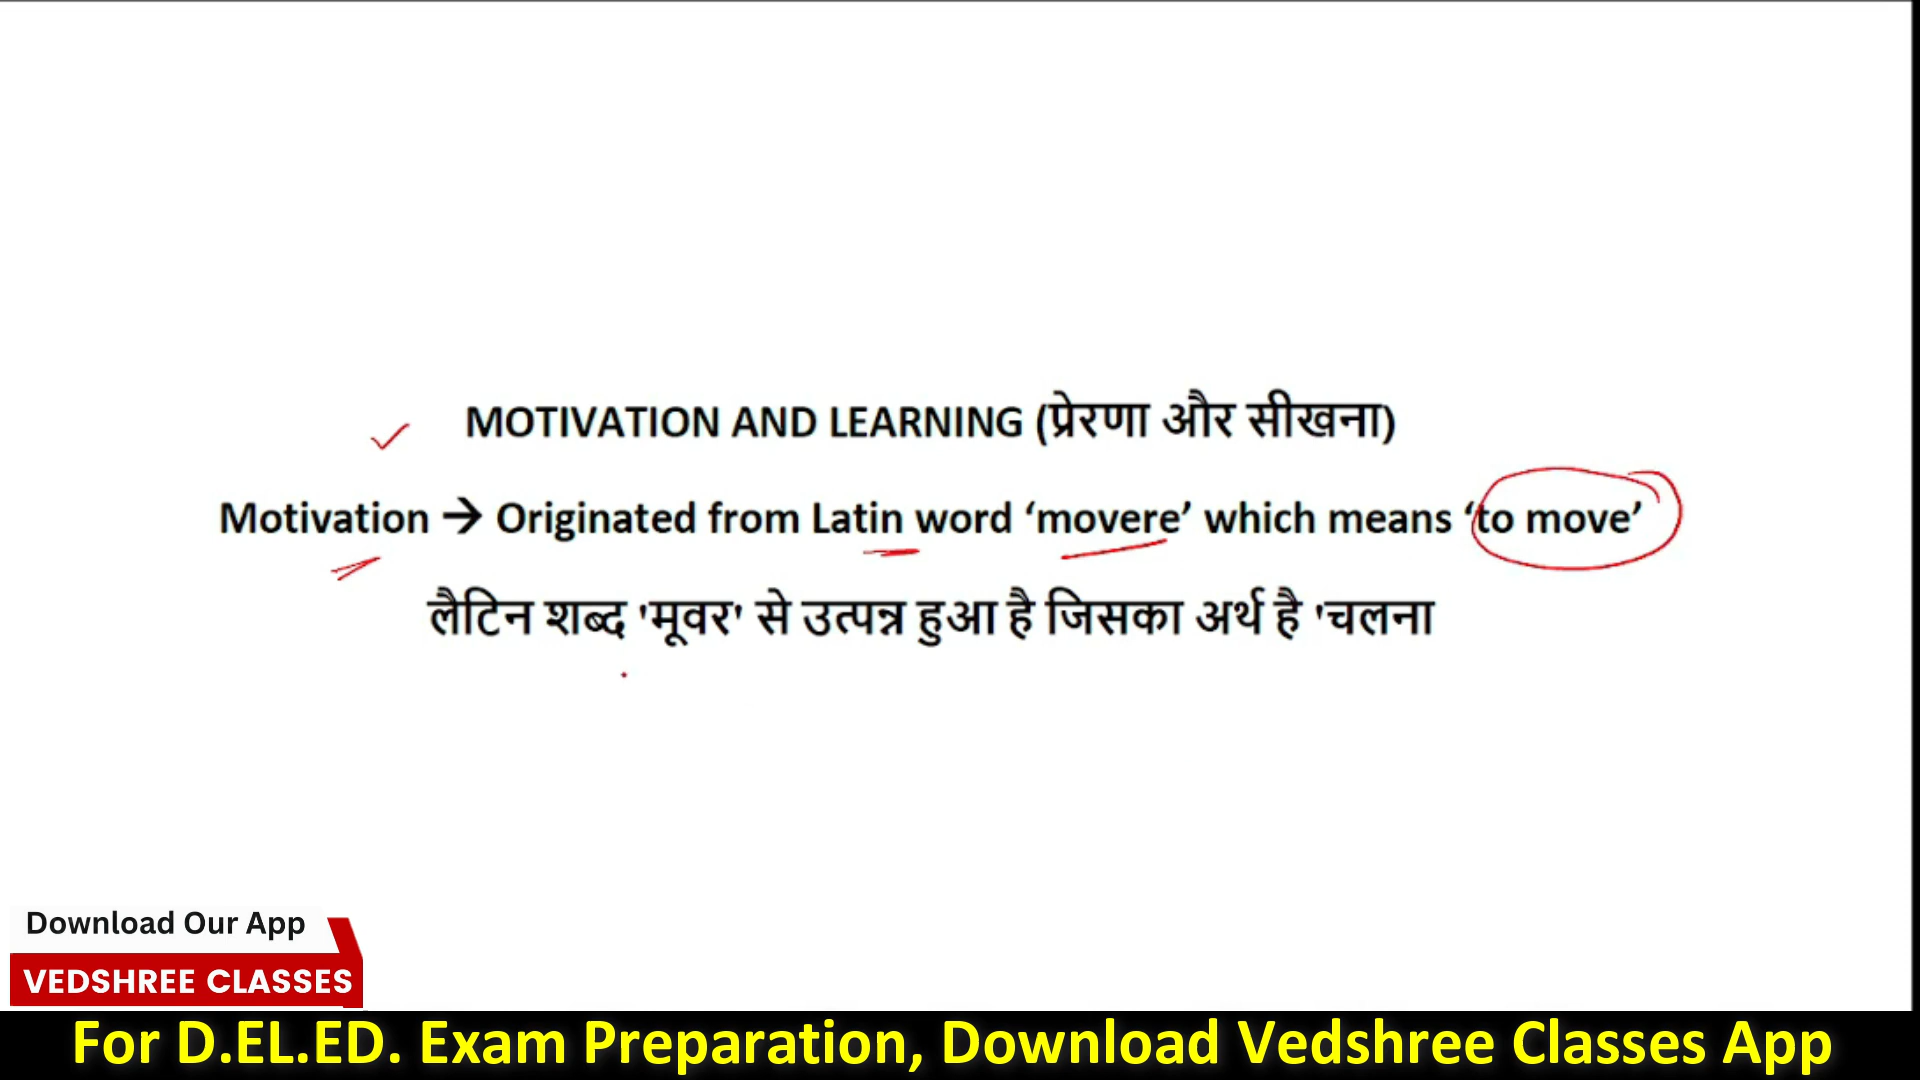 MOTIVATION AND LEARNING (प्रेरणा और सीखना)
Motivation → Originated from Latin word ‘movere’ which means ‘to move’
लैटिन शब्द 'मूवर' से उत्पन्न हुआ है जिसका अर्थ है 'चलना
Download Our App
VEDSHREE CLASSES
For D.EL.ED. Exam Preparation, Download Vedshree Classes App